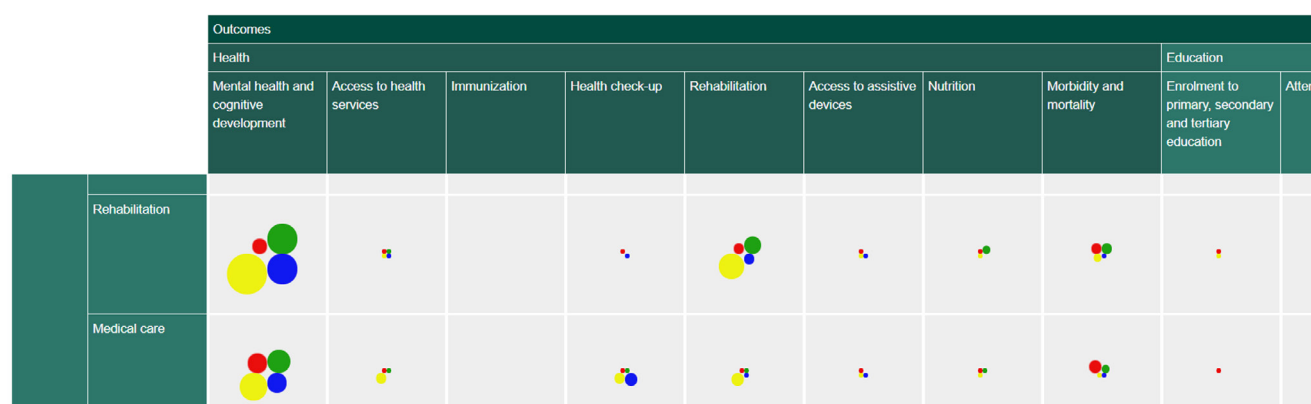 Outcomes
Health
Education
Mental health and
cognitive
development
Access to health
services
Immunization
Health check-up
Rehabilitation
Access to assistive
devices
Nutrition
Morbidity and
mortality
Enrolment to
primary, secondary
and tertiary
education
Rehabilitation
Medical care